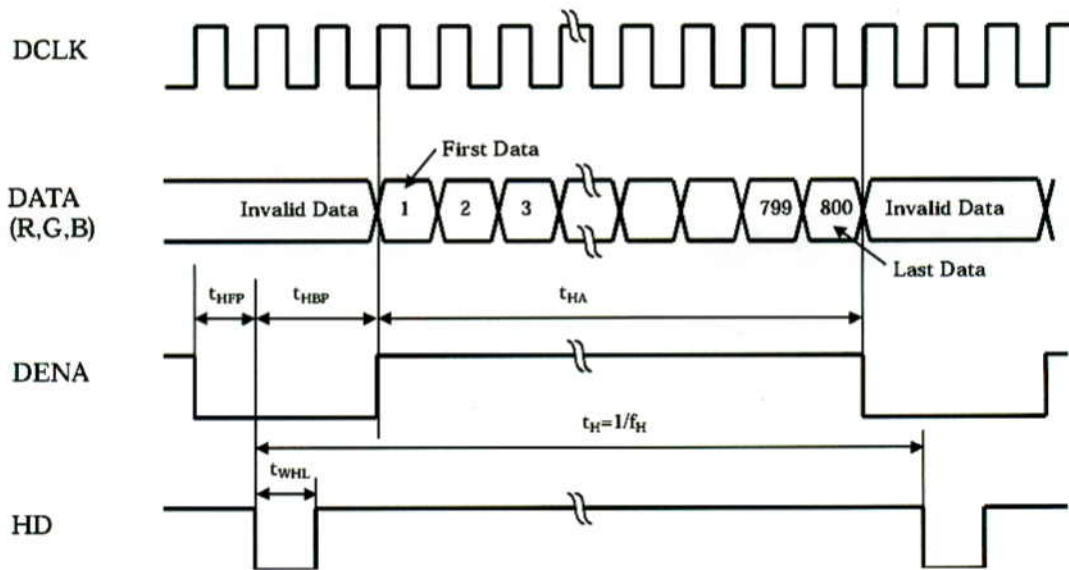 DCLK
First Data
DATA
(R,G,B)
Invalid Data 1 2 3 799 800 Invalid Data
Last Data
tHFP tHBP tHA
DENA
tH=1/fH
tWHL
HD